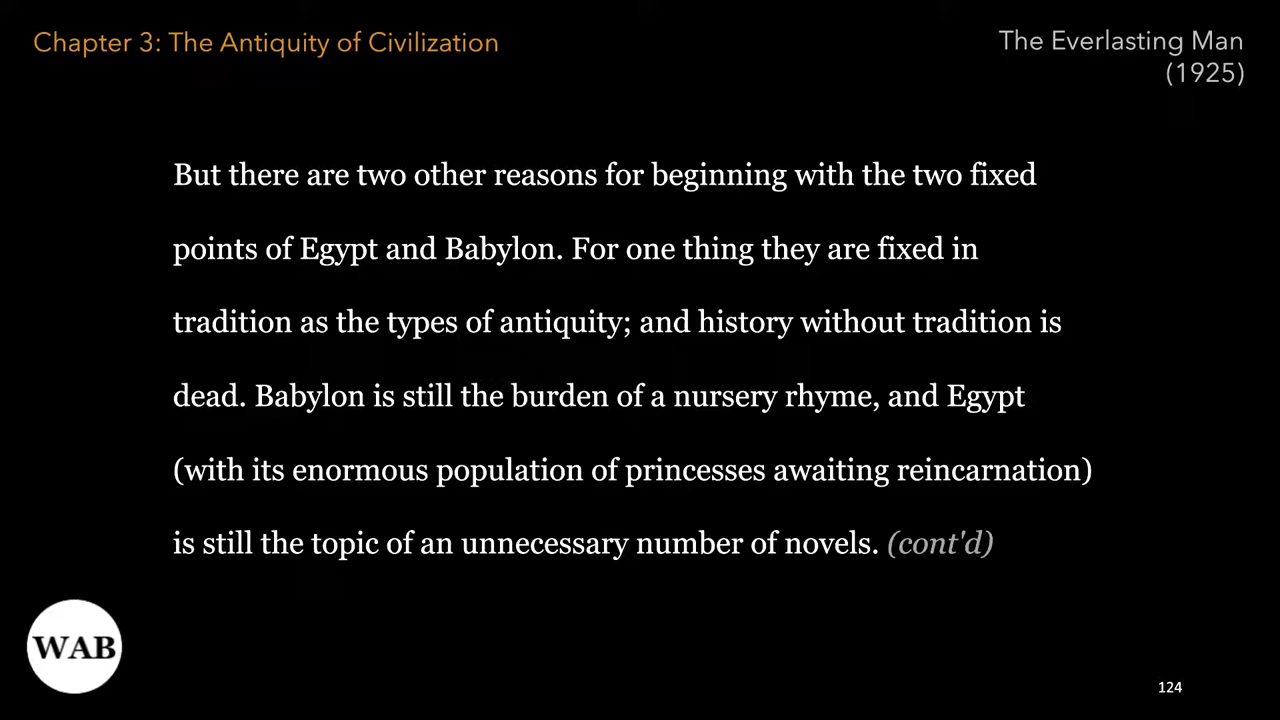 Chapter 3: The Antiquity of Civilization
The Everlasting Man
(1925)
But there are two other reasons for beginning with the two fixed
points of Egypt and Babylon. For one thing they are fixed in
tradition as the types of antiquity; and history without tradition is
dead. Babylon is still the burden of a nursery rhyme, and Egypt
(with its enormous population of princesses awaiting reincarnation)
is still the topic of an unnecessary number of novels. (cont'd)
WAB
124